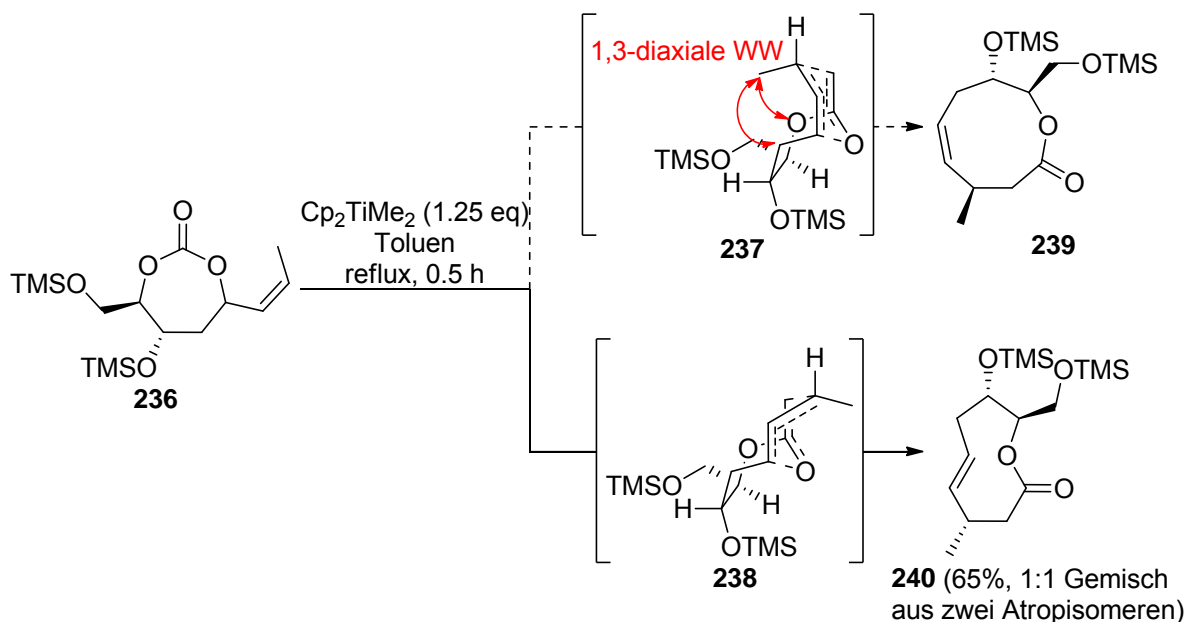 1,3-diaxiale WW
H
O
O
TMSO
H
H
OTMS
237
OTMS
OTMS
O
O
239
Cp2TiMe2 (1.25 eq)
Toluen
reflux, 0.5 h
O
O
O
TMSO
TMSO
236
H
O
O
TMSO
H
H
OTMS
238
OTMS
OTMS
O
O
240 (65%, 1:1 Gemisch
aus zwei Atropisomeren)